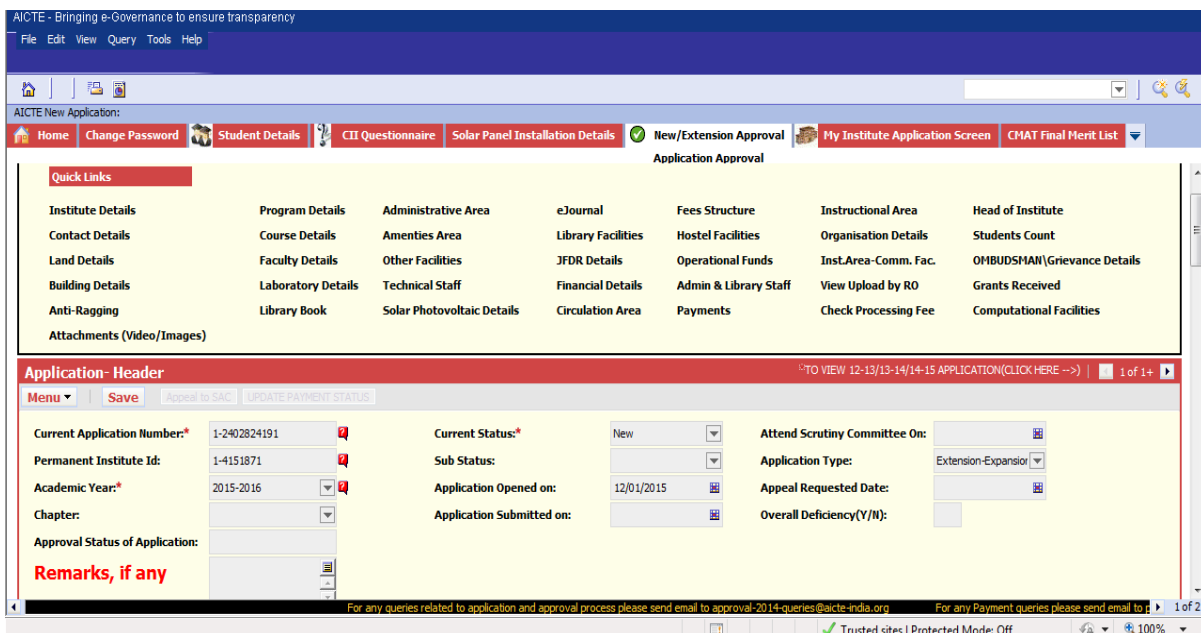 AICTE - Bringing e-Governance to ensure transparency
File Edit View Query Tools Help
AICTE New Application:
Home Change Password Student Details CII Questionnaire Solar Panel Installation Details New/Extension Approval My Institute Application Screen CMAT Final Merit List
Application Approval
Quick Links
Institute Details Program Details Administrative Area eJournal Fees Structure Instructional Area Head of Institute
Contact Details Course Details Amenties Area Library Facilities Hostel Facilities Organisation Details Students Count
Land Details Faculty Details Other Facilities JFDR Details Operational Funds Inst.Area-Comm. Fac. OMBUDSMAN\Grievance Details
Building Details Laboratory Details Technical Staff Financial Details Admin & Library Staff View Upload by RO Grants Received
Anti-Ragging Library Book Solar Photovoltaic Details Circulation Area Payments Check Processing Fee Computational Facilities
Attachments (Video/Images)
Application- Header TO VIEW 12-13/13-14/14-15 APPLICATION(CLICK HERE -->) | 1 of 1+
Menu Save Appeal to SAC UPDATE PAYMENT STATUS
Current Application Number:* 1-2402824191 Current Status:* New Attend Scrutiny Committee On:
Permanent Institute Id: 1-4151871 Sub Status: Application Type: Extension-Expansior
Academic Year:* 2015-2016 Application Opened on: 12/01/2015 Appeal Requested Date:
Chapter: Application Submitted on: Overall Deficiency(Y/N):
Approval Status of Application:
Remarks, if any
For any queries related to application and approval process please send email to approval-2014-queries@aicte-india.org For any Payment queries please send email to p 1 of 2
Trusted sites | Protected Mode: Off 100%